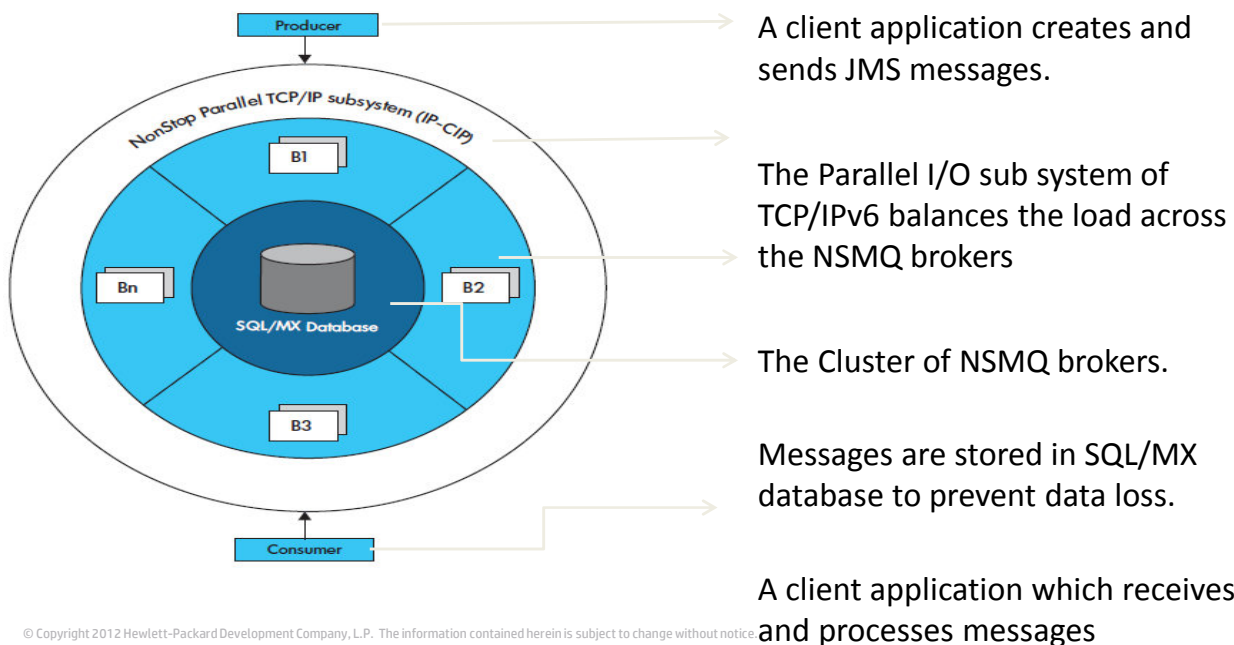 Producer
NonStop Parallel TCP/IP subsystem (IP-CIP)
B1
Bn
B2
SQL/MX Database
B3
Consumer
A client application creates and
sends JMS messages.
The Parallel I/O sub system of
TCP/IPv6 balances the load across
the NSMQ brokers
The Cluster of NSMQ brokers.
Messages are stored in SQL/MX
database to prevent data loss.
A client application which receives
and processes messages
© Copyright 2012 Hewlett-Packard Development Company, L.P. The information contained herein is subject to change without notice.